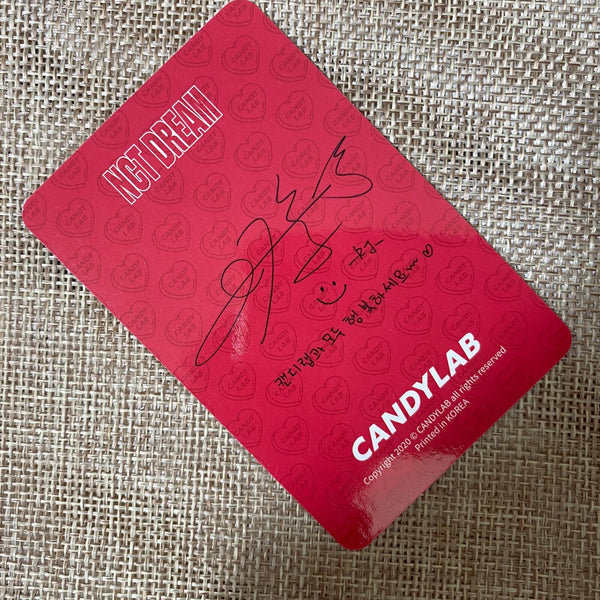 NCT DREAM
-RJ-
캔디랩과 모두 행복하세요~ ♡
CANDYLAB
Copyright 2020 © CANDYLAB all rights reserved
Printed in KOREA